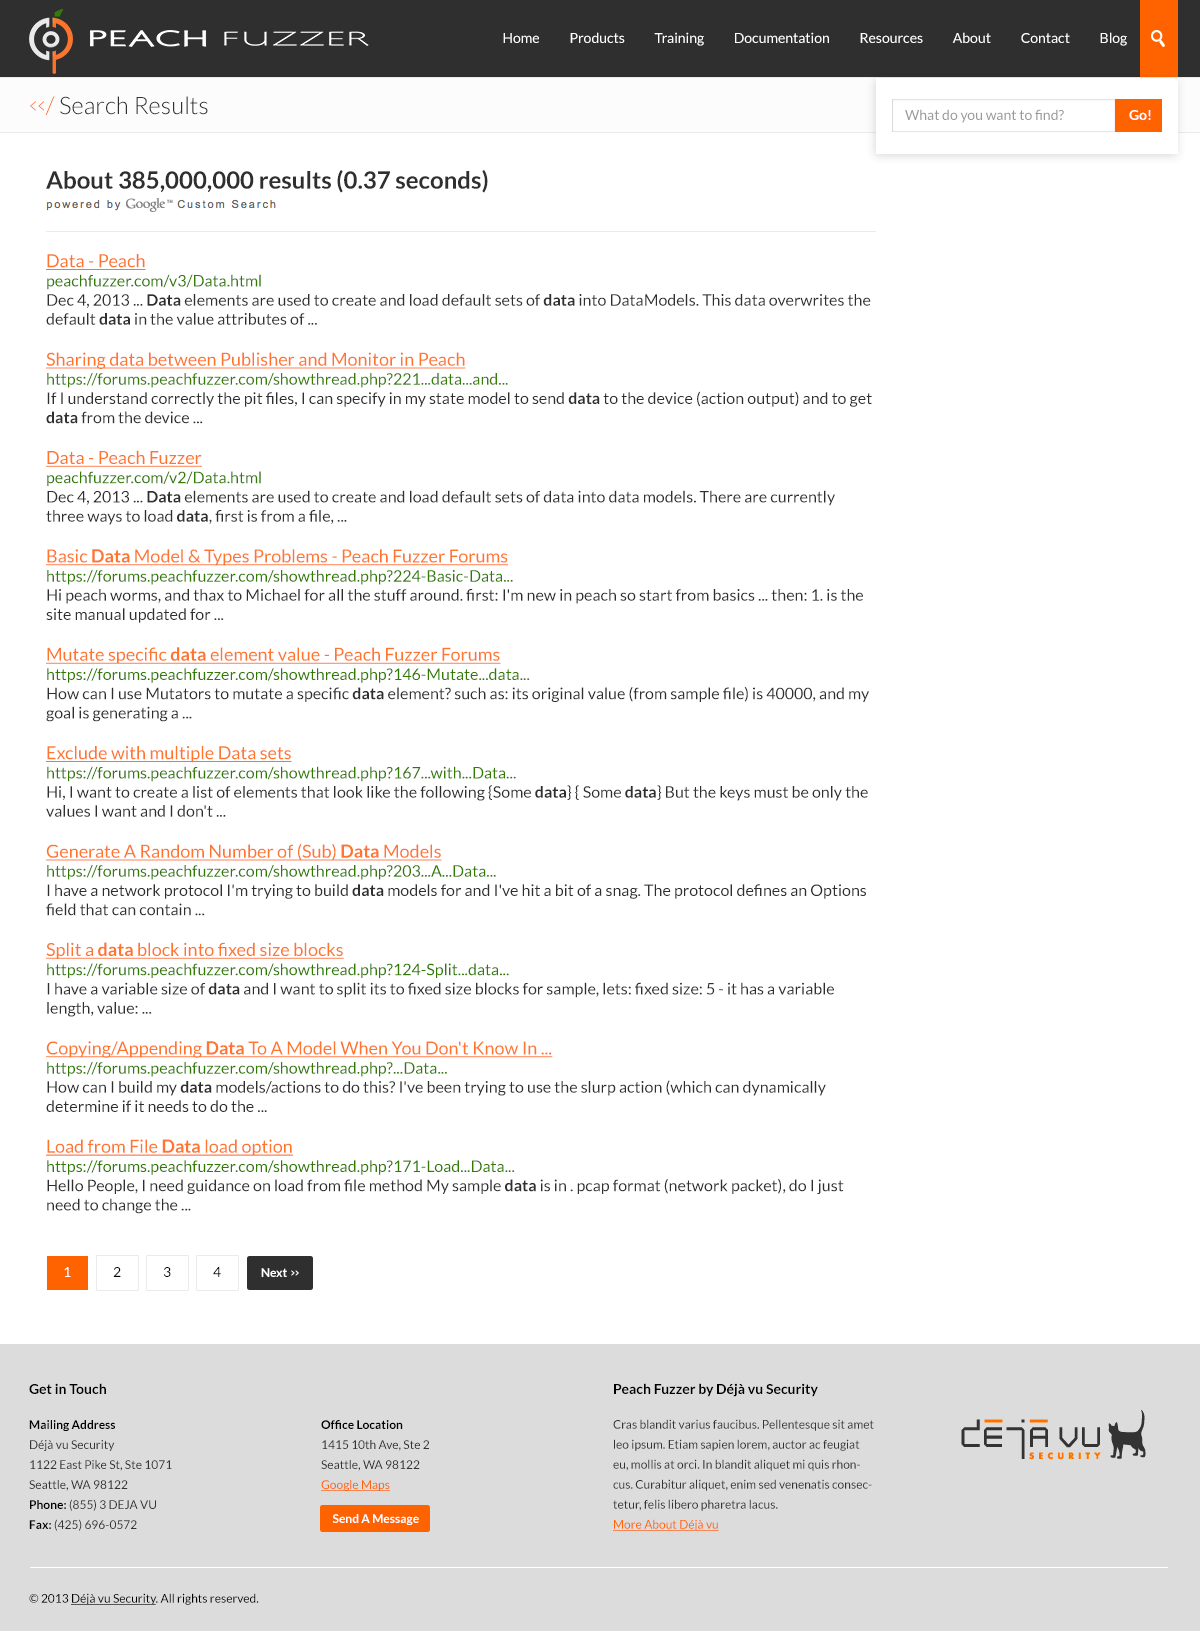 PEACH FUZZER
Home Products Training Documentation Resources About Contact Blog
<</ Search Results
What do you want to find? Go!
About 385,000,000 results (0.37 seconds)
powered by Google™ Custom Search
Data - Peach
peachfuzzer.com/v3/Data.html
Dec 4, 2013 ... Data elements are used to create and load default sets of data into DataModels. This data overwrites the
default data in the value attributes of ...
Sharing data between Publisher and Monitor in Peach
https://forums.peachfuzzer.com/showthread.php?221...data...and...
If I understand correctly the pit files, I can specify in my state model to send data to the device (action output) and to get
data from the device ...
Data - Peach Fuzzer
peachfuzzer.com/v2/Data.html
Dec 4, 2013 ... Data elements are used to create and load default sets of data into data models. There are currently
three ways to load data, first is from a file, ...
Basic Data Model & Types Problems - Peach Fuzzer Forums
https://forums.peachfuzzer.com/showthread.php?224-Basic-Data...
Hi peach worms, and thax to Michael for all the stuff around. first: I'm new in peach so start from basics ... then: 1. is the
site manual updated for ...
Mutate specific data element value - Peach Fuzzer Forums
https://forums.peachfuzzer.com/showthread.php?146-Mutate...data...
How can I use Mutators to mutate a specific data element? such as: its original value (from sample file) is 40000, and my
goal is generating a ...
Exclude with multiple Data sets
https://forums.peachfuzzer.com/showthread.php?167...with...Data...
Hi, I want to create a list of elements that look like the following {Some data} { Some data} But the keys must be only the
values I want and I don't ...
Generate A Random Number of (Sub) Data Models
https://forums.peachfuzzer.com/showthread.php?203...A...Data...
I have a network protocol I'm trying to build data models for and I've hit a bit of a snag. The protocol defines an Options
field that can contain ...
Split a data block into fixed size blocks
https://forums.peachfuzzer.com/showthread.php?124-Split...data...
I have a variable size of data and I want to split its to fixed size blocks for sample, lets: fixed size: 5 - it has a variable
length, value: ...
Copying/Appending Data To A Model When You Don't Know In ...
https://forums.peachfuzzer.com/showthread.php?...Data...
How can I build my data models/actions to do this? I've been trying to use the slurp action (which can dynamically
determine if it needs to do the ...
Load from File Data load option
https://forums.peachfuzzer.com/showthread.php?171-Load...Data...
Hello People, I need guidance on load from file method My sample data is in . pcap format (network packet), do I just
need to change the ...
1 2 3 4 Next >>
Get in Touch
Mailing Address
Déjà vu Security
1122 East Pike St, Ste 1071
Seattle, WA 98122
Phone: (855) 3 DEJA VU
Fax: (425) 696-0572
Office Location
1415 10th Ave, Ste 2
Seattle, WA 98122
Google Maps
Send A Message
Peach Fuzzer by Déjà vu Security
Cras blandit varius faucibus. Pellentesque sit amet
leo ipsum. Etiam sapien lorem, auctor ac feugiat
eu, mollis at orci. In blandit aliquet mi quis rhon-
cus. Curabitur aliquet, enim sed venenatis consec-
tetur, felis libero pharetra lacus.
More About Déjà vu
DEJA VU
SECURITY
© 2013 Déjà vu Security. All rights reserved.